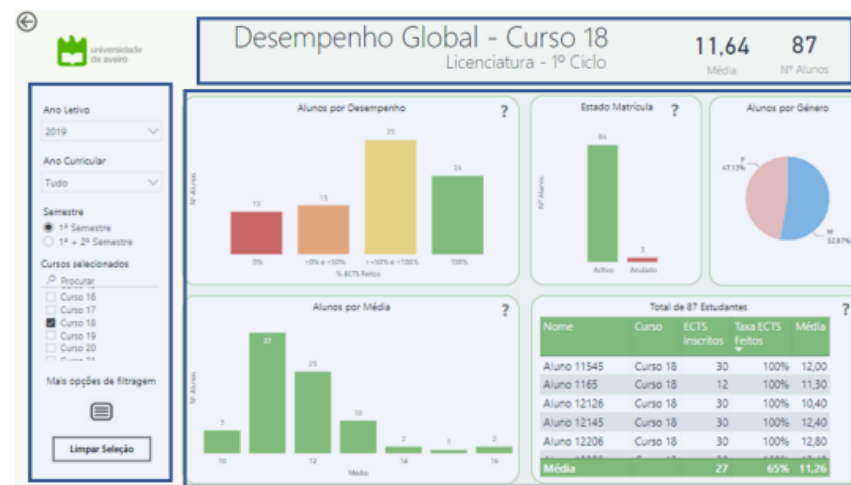 universidade
de aveiro
Desempenho Global - Curso 18
Licenciatura - 1º Ciclo
11,64
Média
87
Nº Alunos
Ano Letivo
2019
Ano Curricular
Tudo
Semestre
1º Semestre
1º + 2º Semestre
Cursos selecionados
Procurar
Curso 16
Curso 17
Curso 18
Curso 19
Curso 20
Mais opções de filtragem
Limpar Seleção
Alunos por Desempenho
?
Nº Alunos
13
15
35
24
0%
>0% e <50%
>=50% e <100%
100%
% ECTS Feitos
Estado Matrícula
?
Nº Alunos
84
3
Activo
Anulado
Alunos por Género
F
47,13%
M
52,87%
Alunos por Média
?
Nº Alunos
7
37
25
10
2
1
2
10
12
14
16
Média
Total de 87 Estudantes
?
Nome Curso ECTS Inscritos Taxa ECTS Feitos Média
Aluno 11545 Curso 18 30 100% 12,00
Aluno 1165 Curso 18 12 100% 11,30
Aluno 12126 Curso 18 30 100% 10,40
Aluno 12145 Curso 18 30 100% 12,40
Aluno 12206 Curso 18 30 100% 12,80
Média 27 65% 11,26